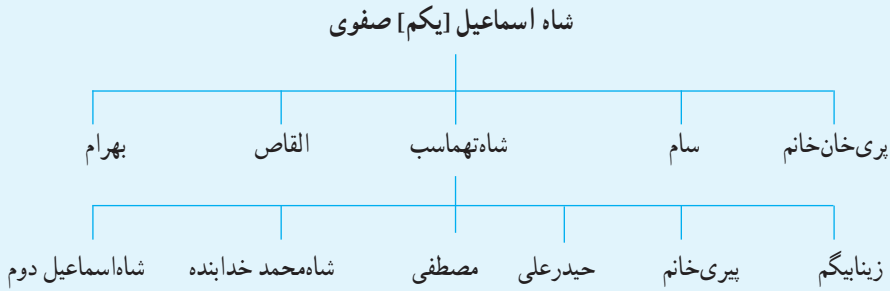 شاه اسماعیل [یکم] صفوی
پری‌خان‌خانم سام شاه‌تهماسب القاص بهرام
زینابیگم پیری‌خانم حیدرعلی مصطفی شاه‌محمد خدابنده شاه‌اسماعیل دوم